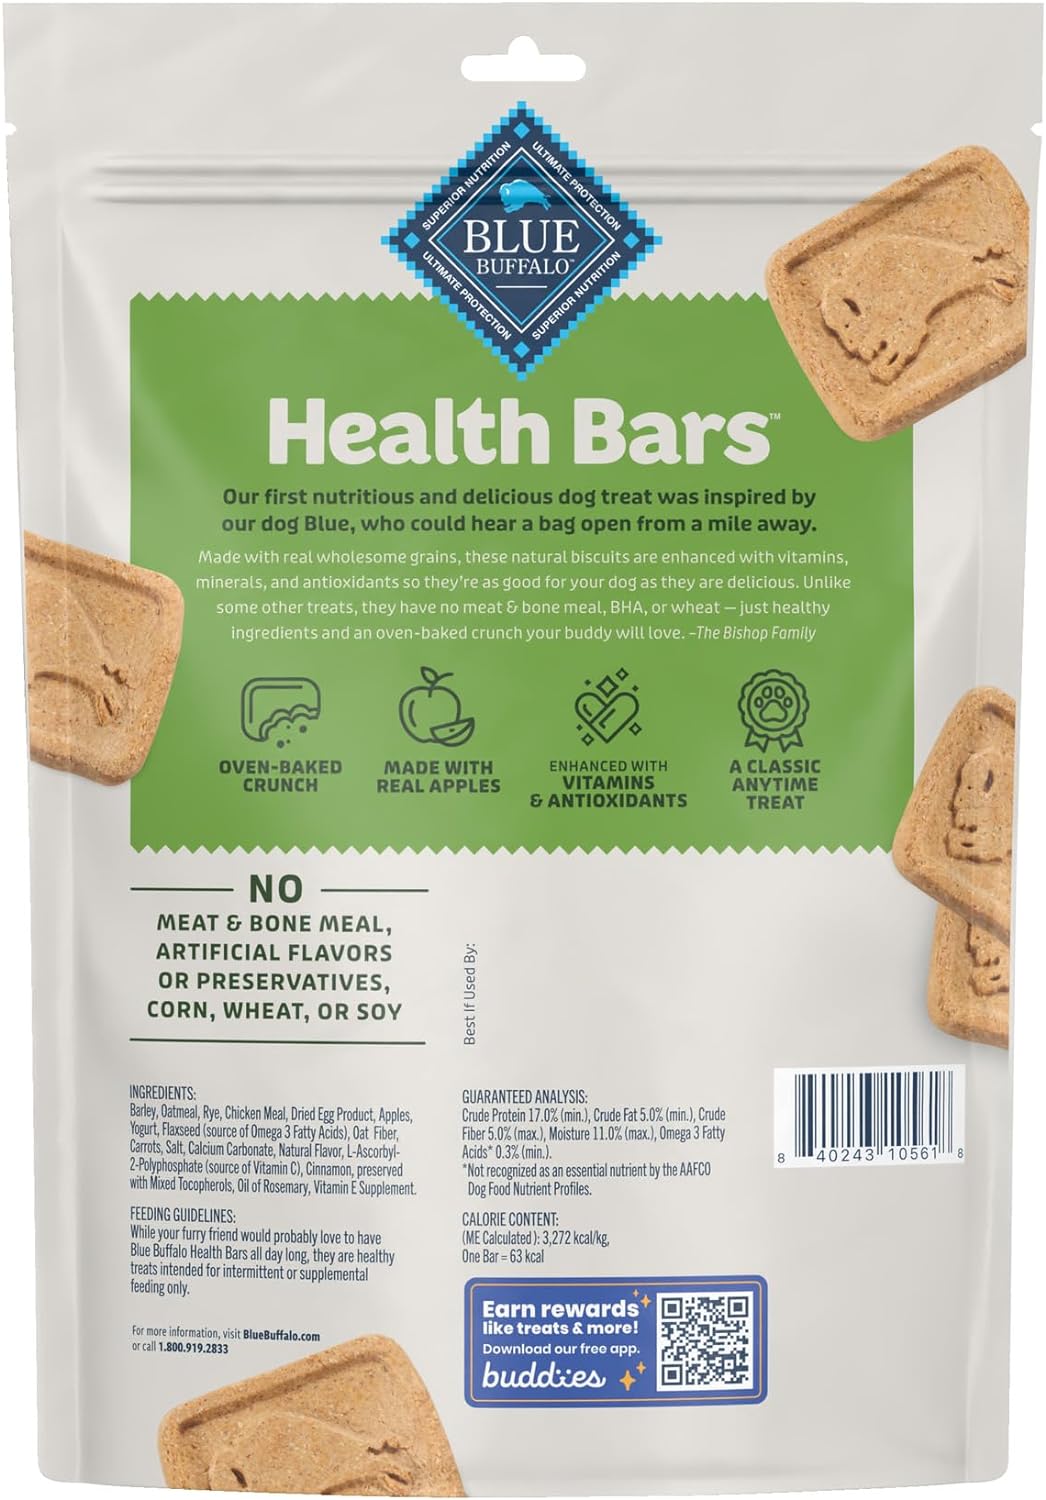 SUPERIOR NUTRITION
ULTIMATE PROTECTION
BLUE
BUFFALO™
ULTIMATE PROTECTION
SUPERIOR NUTRITION
Health Bars™
Our first nutritious and delicious dog treat was inspired by
our dog Blue, who could hear a bag open from a mile away.
Made with real wholesome grains, these natural biscuits are enhanced with vitamins,
minerals, and antioxidants so they're as good for your dog as they are delicious. Unlike
some other treats, they have no meat & bone meal, BHA, or wheat — just healthy
ingredients and an oven-baked crunch your buddy will love. –The Bishop Family
OVEN-BAKED
CRUNCH
MADE WITH
REAL APPLES
ENHANCED WITH
VITAMINS
& ANTIOXIDANTS
A CLASSIC
ANYTIME
TREAT
NO
MEAT & BONE MEAL,
ARTIFICIAL FLAVORS
OR PRESERVATIVES,
CORN, WHEAT, OR SOY
Best If Used By:
INGREDIENTS:
Barley, Oatmeal, Rye, Chicken Meal, Dried Egg Product, Apples,
Yogurt, Flaxseed (source of Omega 3 Fatty Acids), Oat Fiber,
Carrots, Salt, Calcium Carbonate, Natural Flavor, L-Ascorbyl-
2-Polyphosphate (source of Vitamin C), Cinnamon, preserved
with Mixed Tocopherols, Oil of Rosemary, Vitamin E Supplement.
FEEDING GUIDELINES:
While your furry friend would probably love to have
Blue Buffalo Health Bars all day long, they are healthy
treats intended for intermittent or supplemental
feeding only.
For more information, visit BlueBuffalo.com
or call 1.800.919.2833
GUARANTEED ANALYSIS:
Crude Protein 17.0% (min.), Crude Fat 5.0% (min.), Crude
Fiber 5.0% (max.), Moisture 11.0% (max.), Omega 3 Fatty
Acids* 0.3% (min.).
*Not recognized as an essential nutrient by the AAFCO
Dog Food Nutrient Profiles.
CALORIE CONTENT:
(ME Calculated): 3,272 kcal/kg,
One Bar = 63 kcal
8 40243 10561 8
Earn rewards
like treats & more!
Download our free app.
buddies